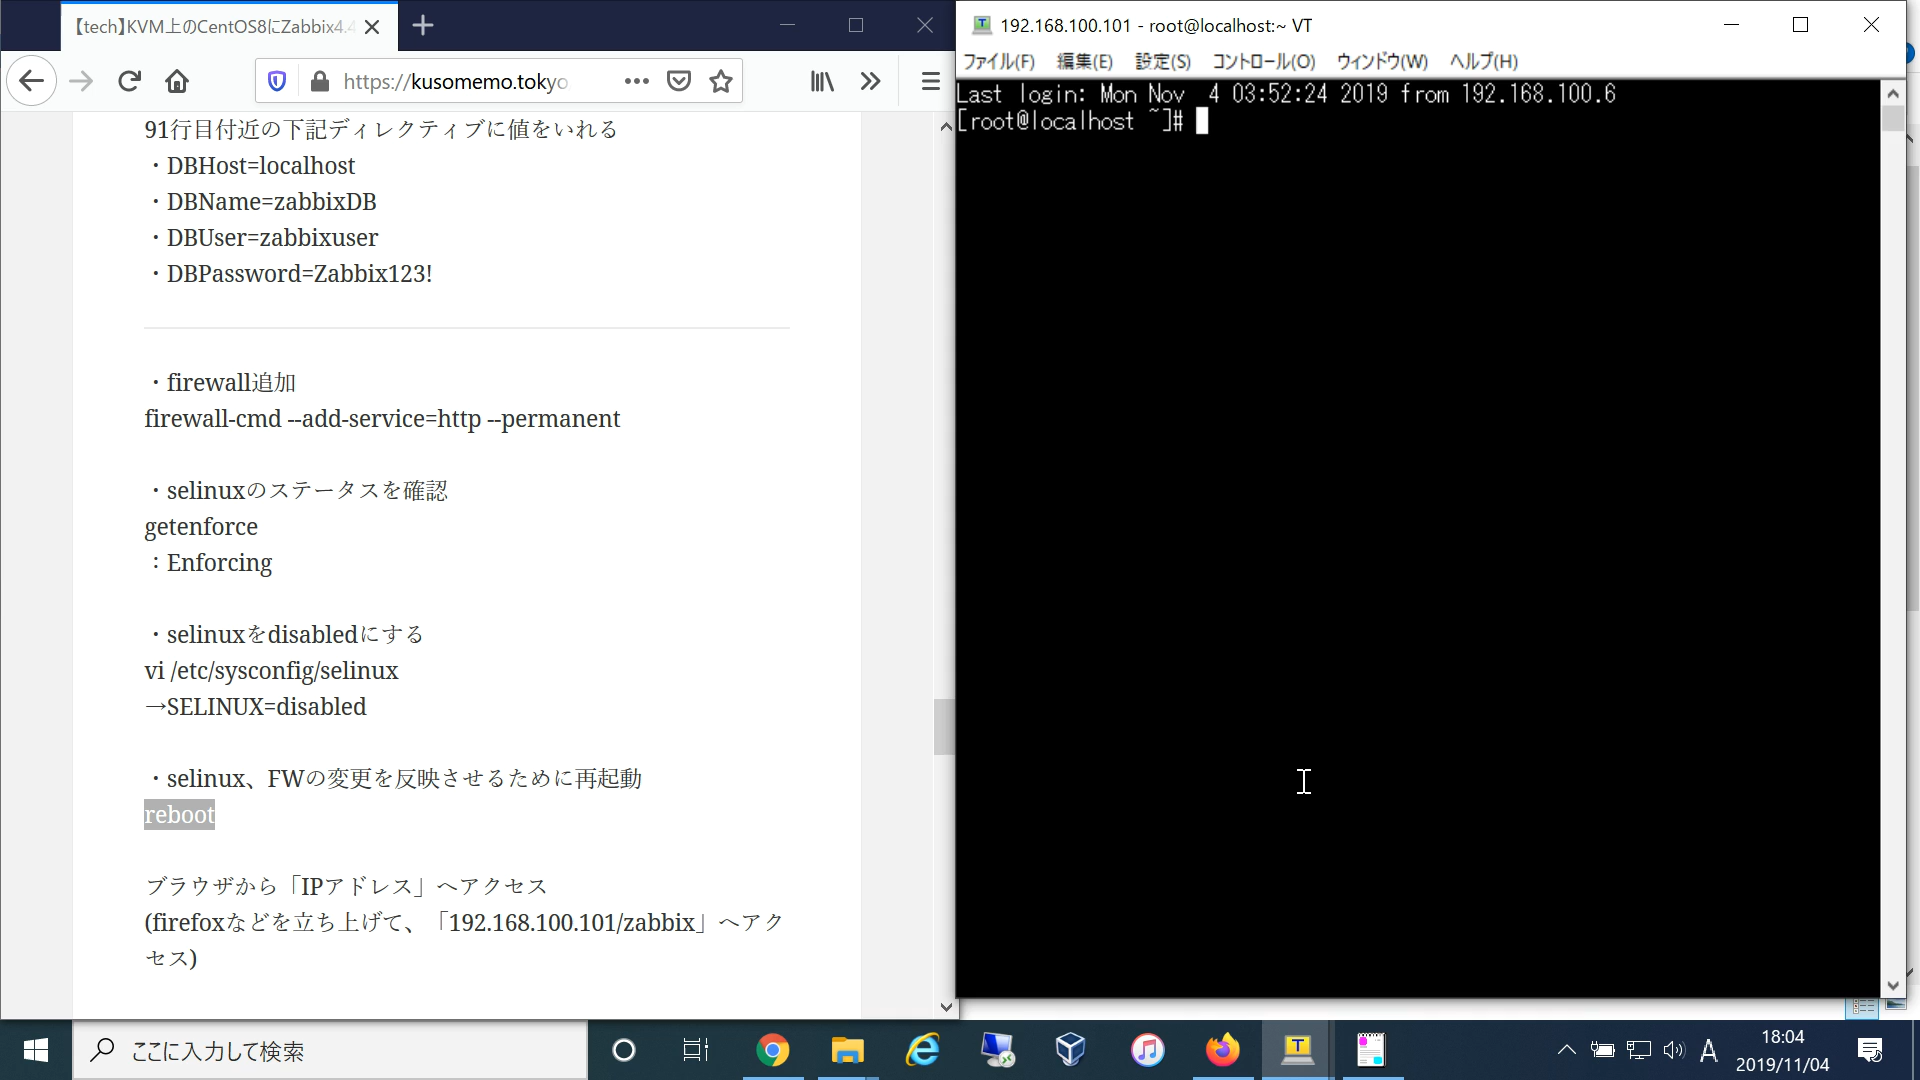 【tech】KVM上のCentOS8にZabbix4.4
https://kusomemo.tokyo
91行目付近の下記ディレクティブに値をいれる
・DBHost=localhost
・DBName=zabbixDB
・DBUser=zabbixuser
・DBPassword=Zabbix123!
・firewall追加
firewall-cmd --add-service=http --permanent
・selinuxのステータスを確認
getenforce
：Enforcing
・selinuxをdisabledにする
vi /etc/sysconfig/selinux
→SELINUX=disabled
・selinux、FWの変更を反映させるために再起動
reboot
ブラウザから「IPアドレス」へアクセス
(firefoxなどを立ち上げて、「192.168.100.101/zabbix」へアク
セス)
192.168.100.101 - root@localhost:~ VT
ファイル(F) 編集(E) 設定(S) コントロール(O) ウィンドウ(W) ヘルプ(H)
Last login: Mon Nov  4 03:52:24 2019 from 192.168.100.6
[root@localhost ~]#
ここに入力して検索
A
18:04
2019/11/04